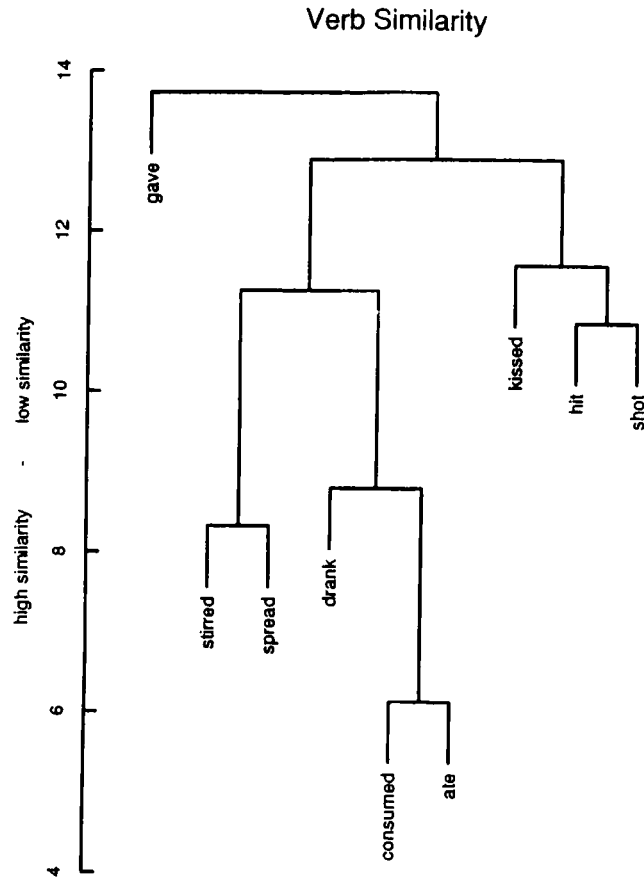 Verb Similarity
high similarity - low similarity
14
12
10
8
6
4
gave
stirred
spread
drank
consumed
ate
kissed
hit
shot